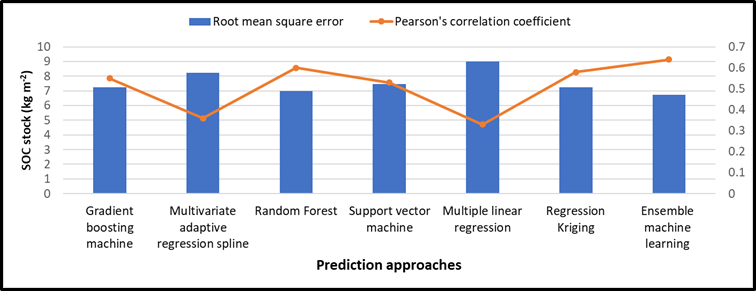 Root mean square error
Pearson's correlation coefficient
10
9
8
7
6
5
4
3
2
1
0
SOC stock (kg m⁻²)
0.7
0.6
0.5
0.4
0.3
0.2
0.1
0
Gradient
boosting
machine
Multivariate
adaptive
regression spline
Random Forest
Support vector
machine
Multiple linear
regression
Regression
Kriging
Ensemble
machine
learning
Prediction approaches